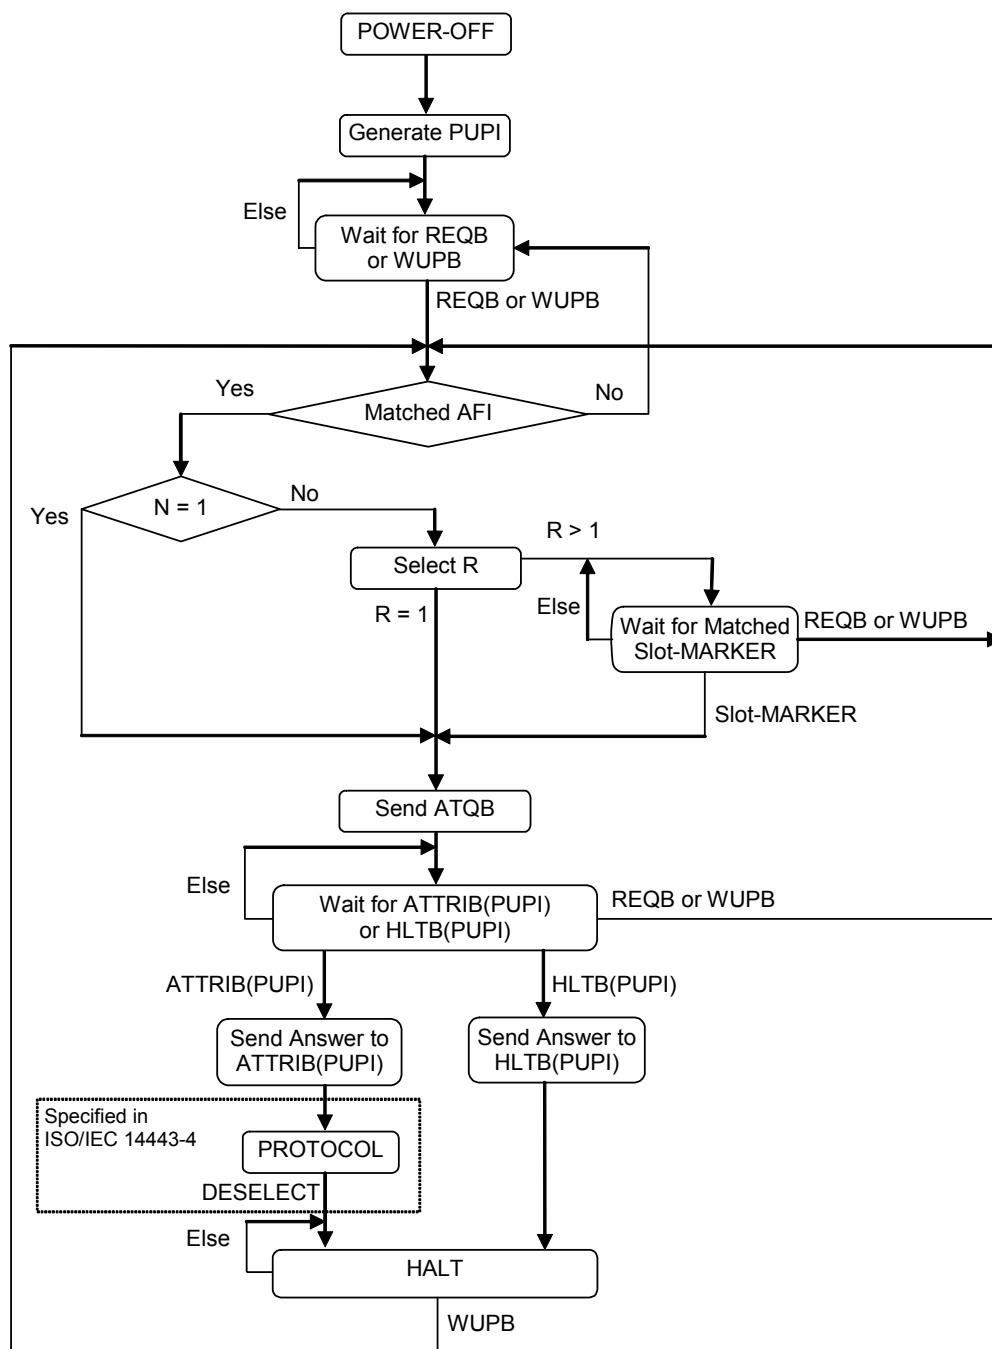 POWER-OFF
Generate PUPI
Else
Wait for REQB
or WUPB
REQB or WUPB
Yes
Matched AFI
No
Yes
N = 1
No
R > 1
Select R
R = 1
Else
Wait for Matched
Slot-MARKER
REQB or WUPB
Slot-MARKER
Send ATQB
Else
Wait for ATTRIB(PUPI)
or HLTB(PUPI)
REQB or WUPB
ATTRIB(PUPI)
HLTB(PUPI)
Send Answer to
ATTRIB(PUPI)
Send Answer to
HLTB(PUPI)
Specified in
ISO/IEC 14443-4
PROTOCOL
DESELECT
Else
HALT
WUPB